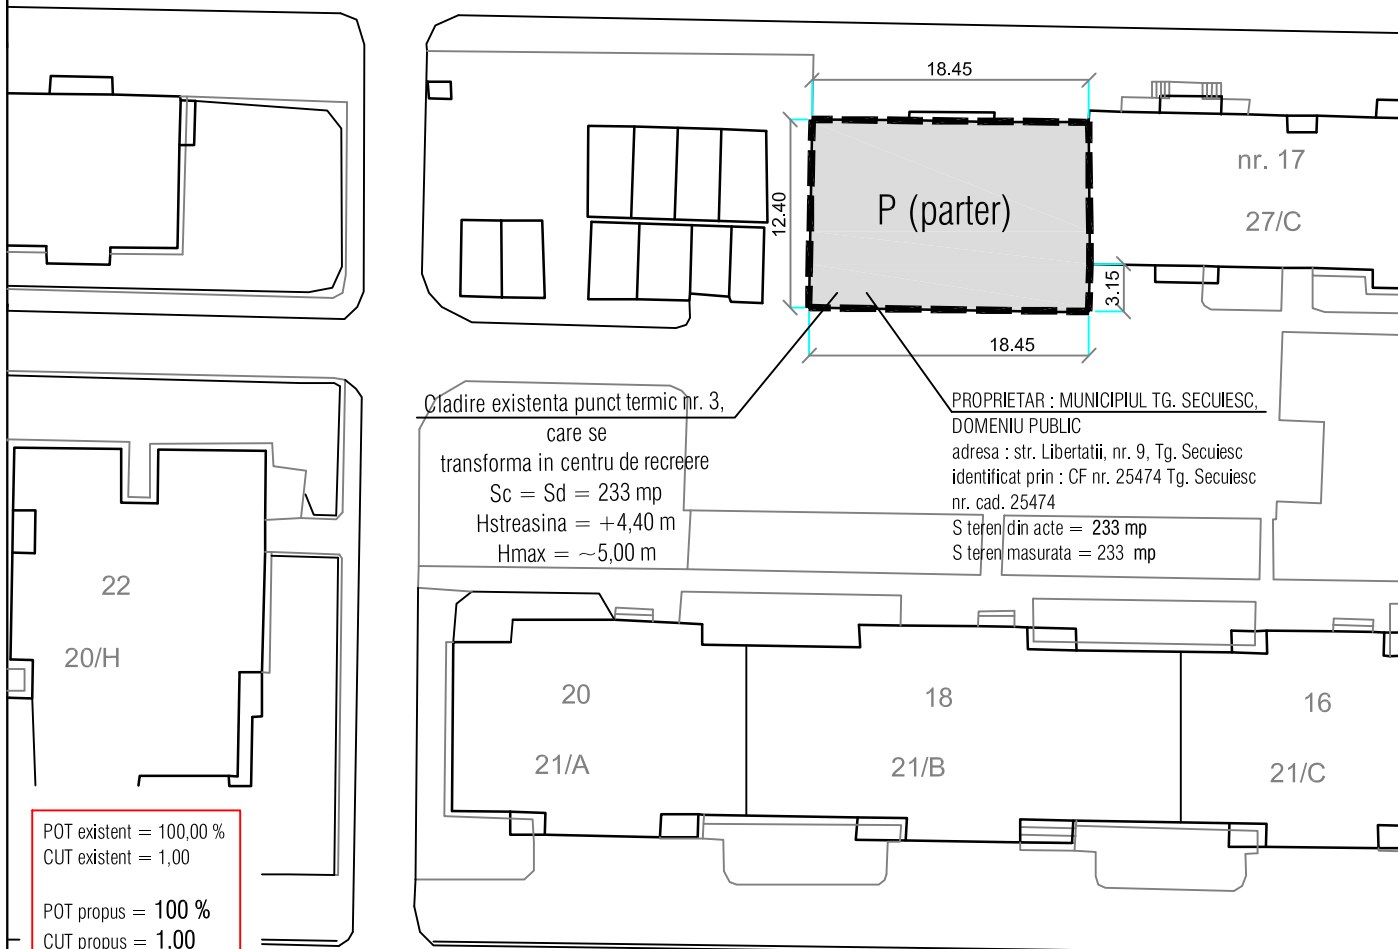 18.45
12.40
P (parter)
nr. 17
27/C
3.15
18.45
Cladire existenta punct termic nr. 3,
care se
transforma in centru de recreere
Sc = Sd = 233 mp
Hstreasina = +4,40 m
Hmax = ~5,00 m
PROPRIETAR : MUNICIPIUL TG. SECUIESC,
DOMENIU PUBLIC
adresa : str. Libertatii, nr. 9, Tg. Secuiesc
identificat prin : CF nr. 25474 Tg. Secuiesc
nr. cad. 25474
S teren din acte = 233 mp
S teren masurata = 233 mp
22
20/H
20
21/A
18
21/B
16
21/C
POT existent = 100,00 %
CUT existent = 1,00
POT propus = 100 %
CUT propus = 1,00